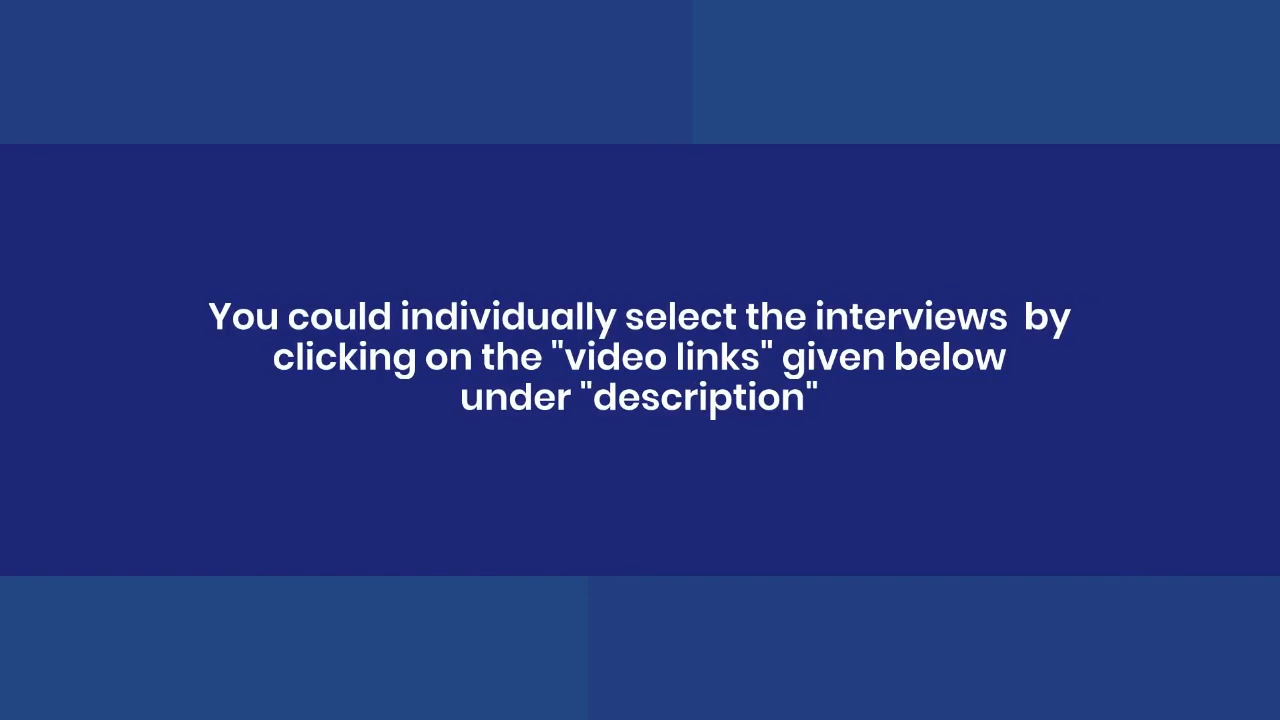 You could individually select the interviews  by
clicking on the "video links" given below
under "description"